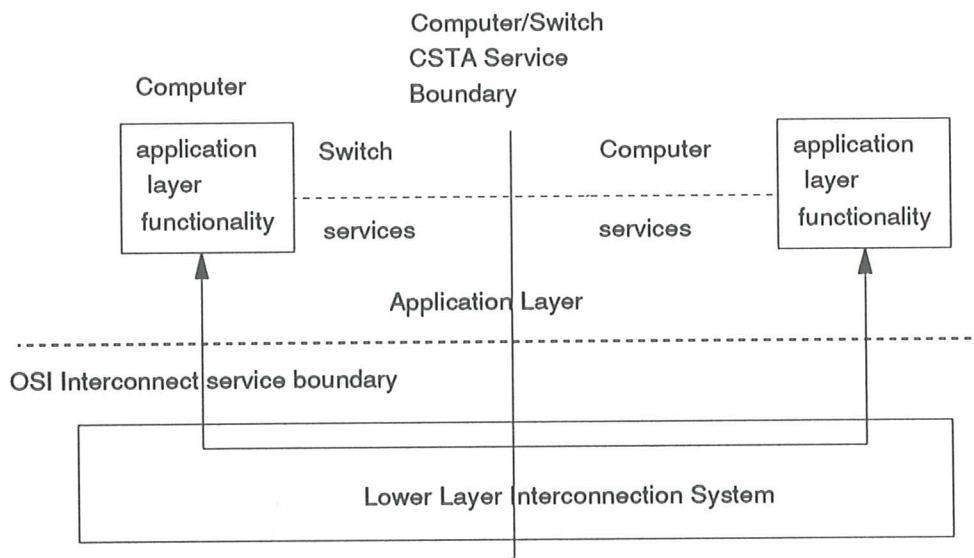 Computer/Switch
CSTA Service
Boundary
Computer
application
layer
functionality
Switch
services
Computer
services
application
layer
functionality
Application Layer
OSI Interconnect service boundary
Lower Layer Interconnection System